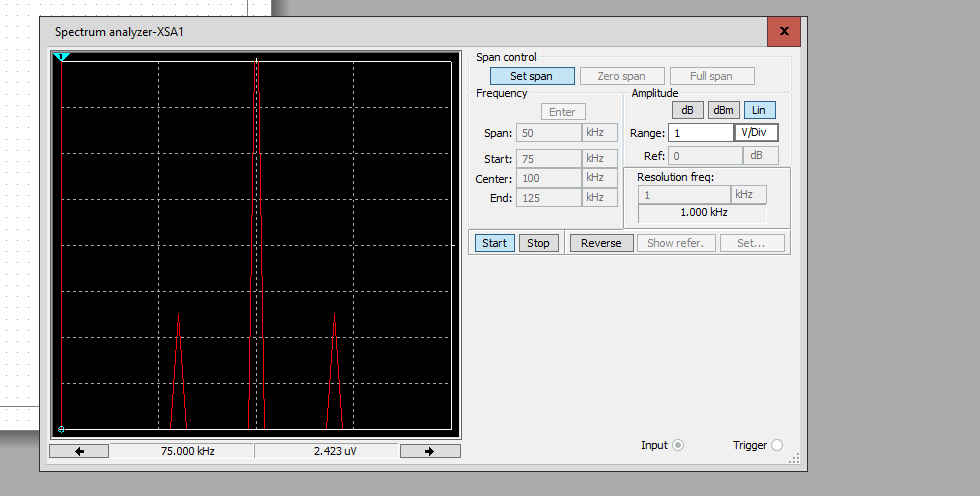 Spectrum analyzer-XSA1
x
1
Span control
Set span Zero span Full span
Frequency
Enter
Span: 50 kHz
Start: 75 kHz
Center: 100 kHz
End: 125 kHz
Amplitude
dB dBm Lin
Range: 1 V/Div
Ref: 0 dB
Resolution freq:
1 kHz
1.000 kHz
Start Stop Reverse Show refer. Set...
75.000 kHz 2.423 uV
Input Trigger